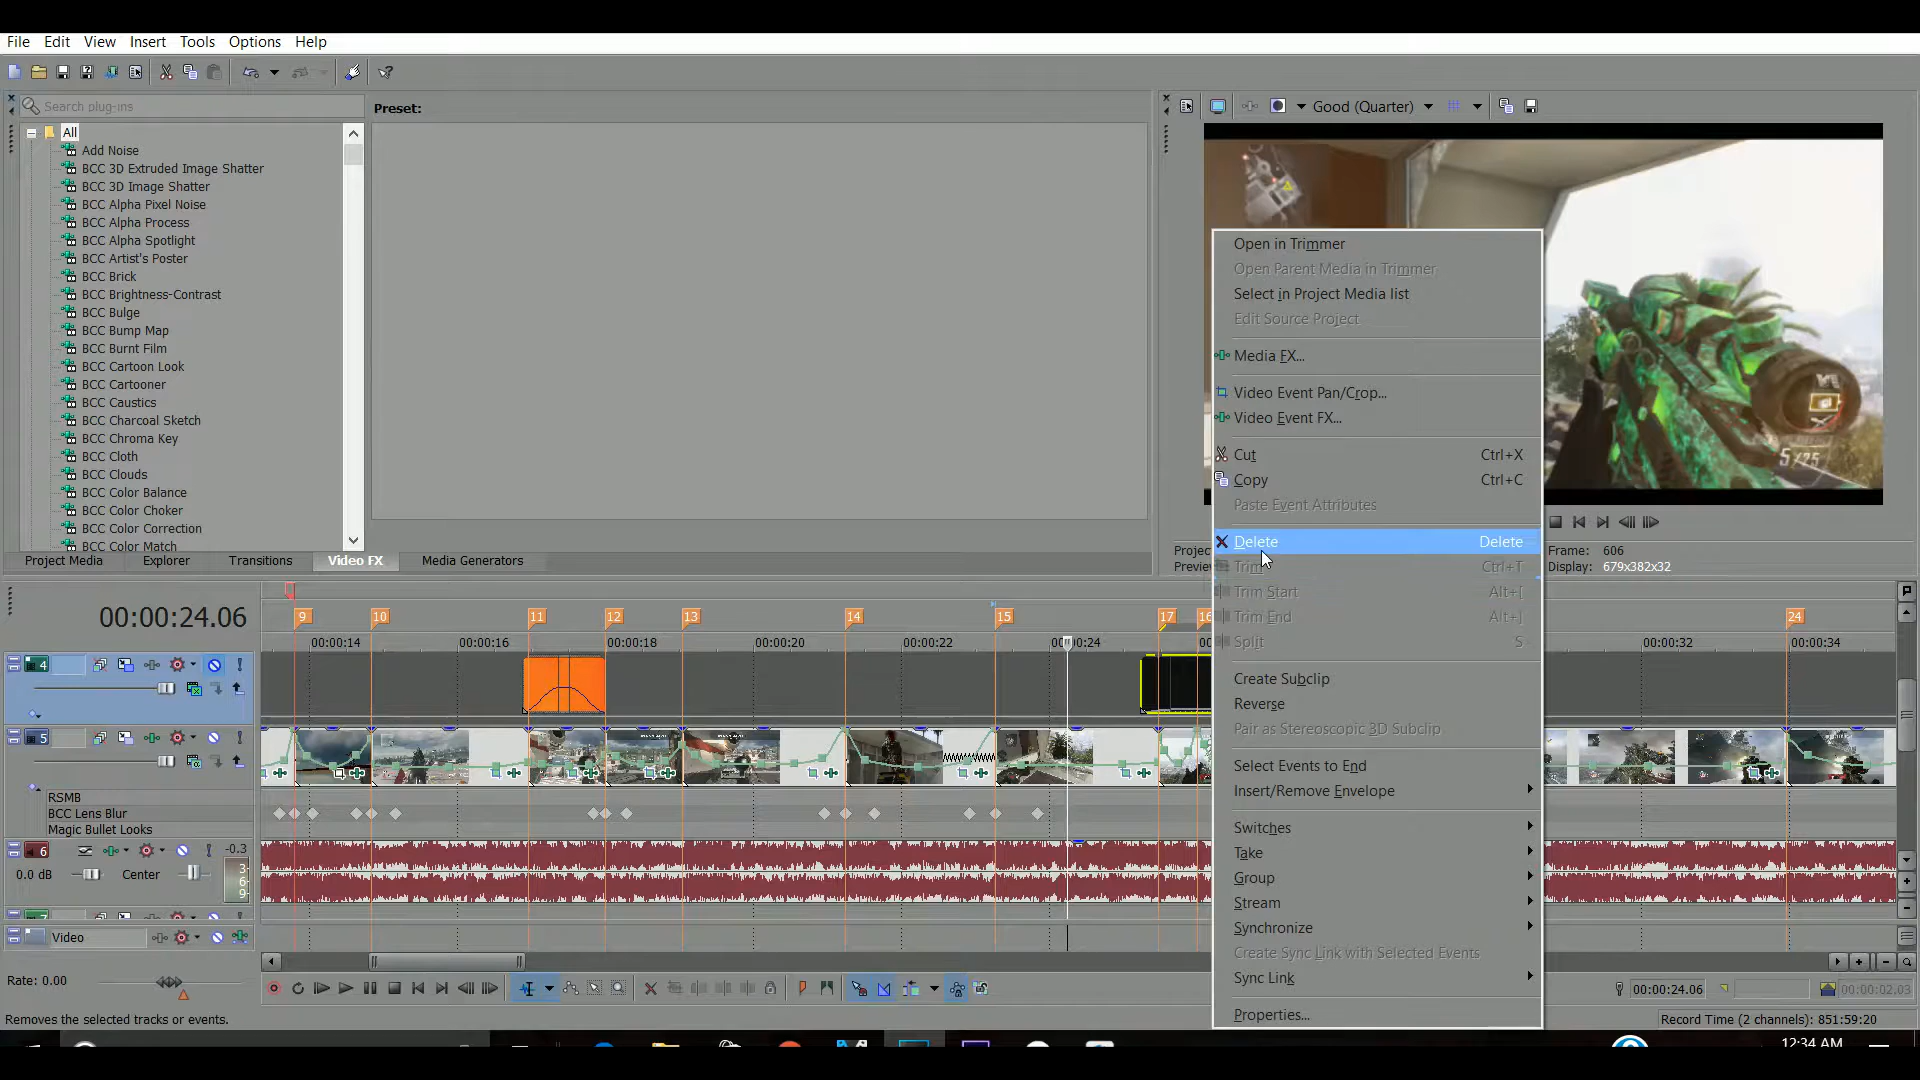 File Edit View Insert Tools Options Help
Search plug-ins
Preset:
Good (Quarter)
All
Add Noise
BCC 3D Extruded Image Shatter
BCC 3D Image Shatter
BCC Alpha Pixel Noise
BCC Alpha Process
BCC Alpha Spotlight
BCC Artist's Poster
BCC Brick
BCC Brightness-Contrast
BCC Bulge
BCC Bump Map
BCC Burnt Film
BCC Cartoon Look
BCC Cartooner
BCC Caustics
BCC Charcoal Sketch
BCC Chroma Key
BCC Cloth
BCC Clouds
BCC Color Balance
BCC Color Choker
BCC Color Correction
BCC Color Match
Project Media Explorer Transitions Video FX Media Generators
Open in Trimmer
Open Parent Media in Trimmer
Select in Project Media list
Edit Source Project
Media FX...
Video Event Pan/Crop...
Video Event FX...
Cut Ctrl+X
Copy Ctrl+C
Paste Event Attributes
Delete Delete
Trim Ctrl+T
Trim Start Alt+[
Trim End Alt+]
Split S
Create Subclip
Reverse
Pair as Stereoscopic 3D Subclip
Select Events to End
Insert/Remove Envelope
Switches
Take
Group
Stream
Synchronize
Create Sync Link with Selected Events
Sync Link
Properties...
5/25
Frame: 606
Display: 679x382x32
00:00:24.06
9 10 11 12 13 14 15 17 16 24
00:00:14 00:00:16 00:00:18 00:00:20 00:00:22 00:00:24 00:00:32 00:00:34
4
5
RSMB
BCC Lens Blur
Magic Bullet Looks
6 -0.3
0.0 dB Center
3
6
9
Video
Rate: 0.00
00:00:24.06 00:00:02.03
Removes the selected tracks or events.
Record Time (2 channels): 851:59:20
12:34 AM